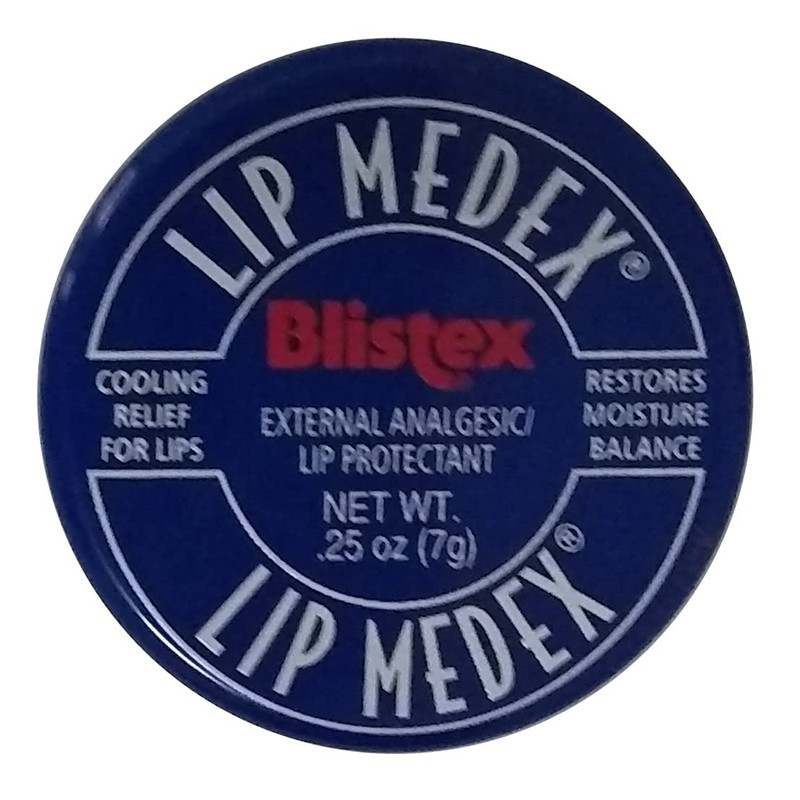 LIP MEDEX®
Blistex
COOLING
RELIEF
FOR LIPS
EXTERNAL ANALGESIC/
LIP PROTECTANT
NET WT.
.25 oz (7g)
RESTORES
MOISTURE
BALANCE
LIP MEDEX®